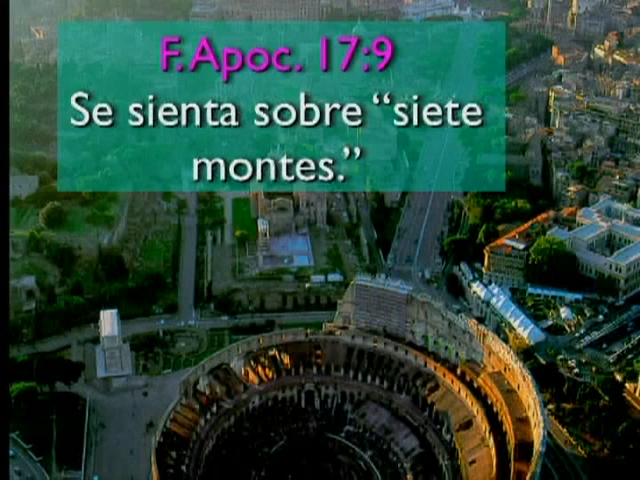 F. Apoc. 17:9
Se sienta sobre “siete
montes.”